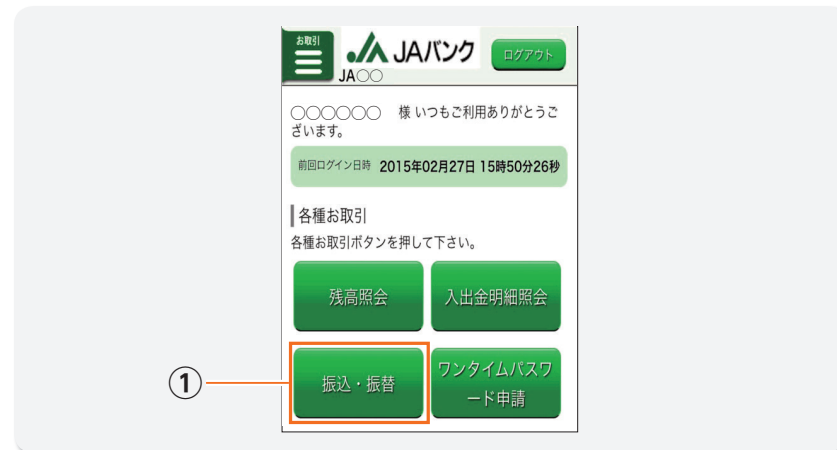 お取引
JAバンク
ログアウト
JA○○
○○○○○○ 様 いつもご利用ありがとうご
ざいます。
前回ログイン日時 2015年02月27日 15時50分26秒
各種お取引
各種お取引ボタンを押して下さい。
残高照会
入出金明細照会
①
振込・振替
ワンタイムパスワ
ード申請